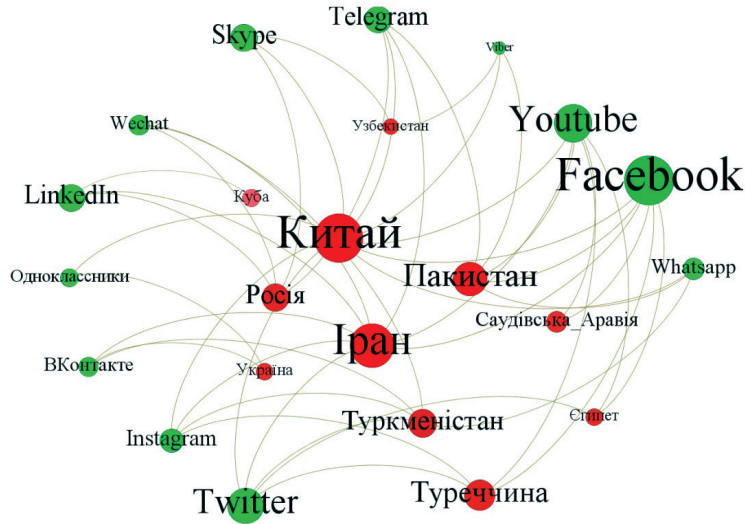 Telegram
Skype
Viber
Wechat
Узбекистан
Youtube
Facebook
LinkedIn
Куба
Китай
Одноклассники
Росія
Пакистан
Whatsapp
Саудівська_Аравія
Іран
ВКонтакте
Україна
Туркменістан
Єгипет
Instagram
Twitter
Туреччина